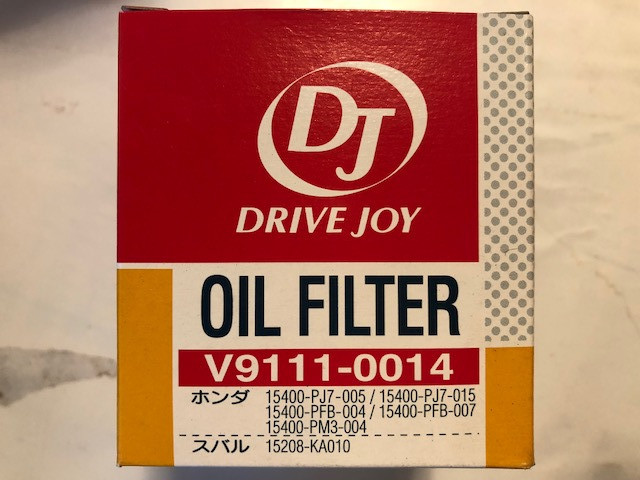 DJ
DRIVE JOY
OIL FILTER
V9111-0014
ホンダ 15400-PJ7-005 / 15400-PJ7-015
15400-PFB-004 / 15400-PFB-007
15400-PM3-004
スバル 15208-KA010